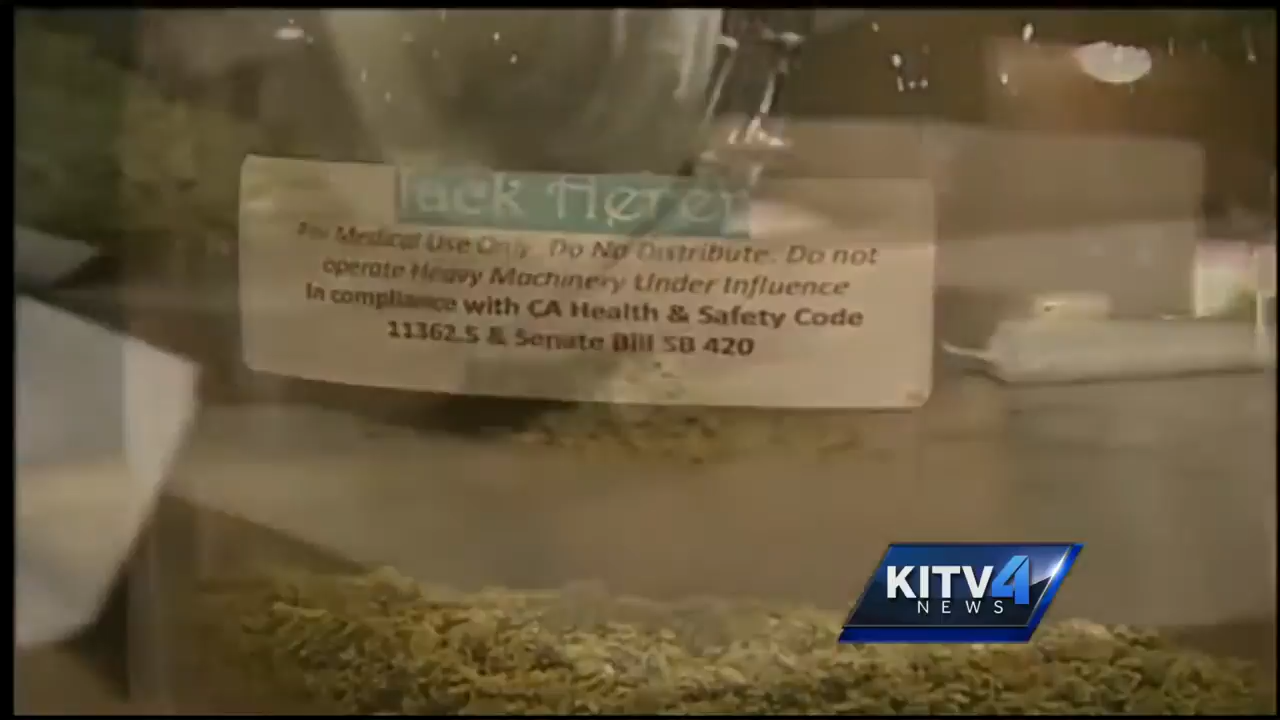 Jack Herer
For Medical Use Only. Do No Distribute. Do not
operate Heavy Machinery Under Influence
In compliance with CA Health & Safety Code
11362.5 & Senate Bill SB 420
KITV4
NEWS